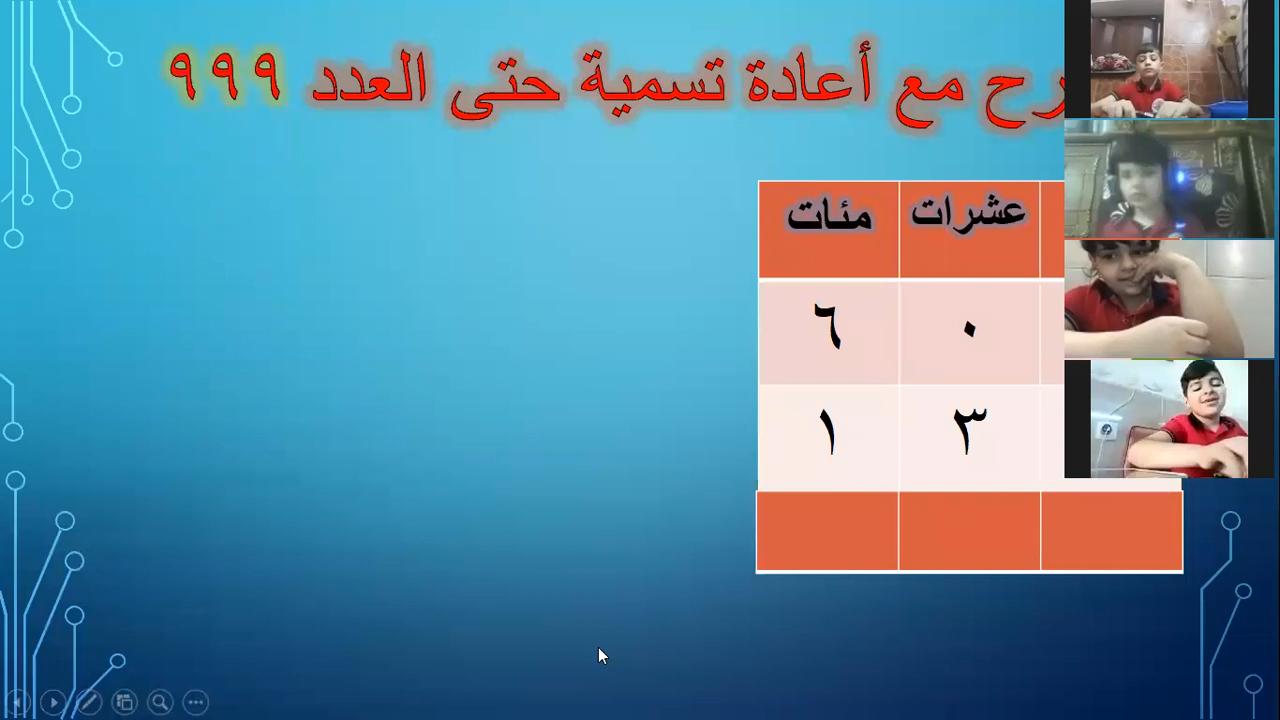 رح مع أعادة تسمية حتى العدد ٩٩٩
عشرات مئات
٠ ٦
٣ ١